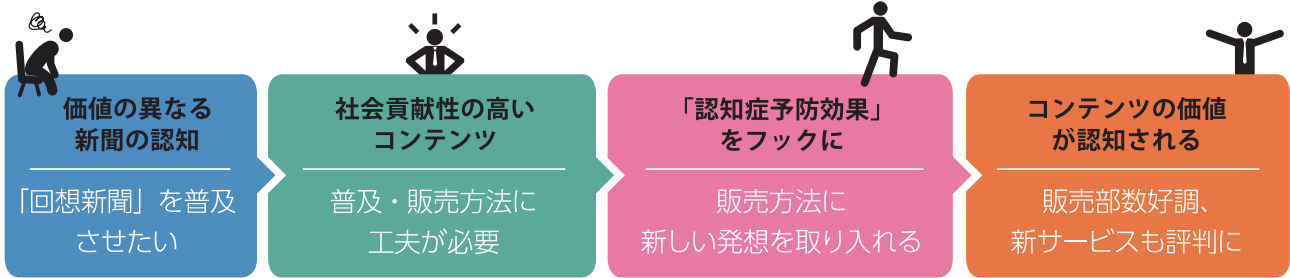 価値の異なる
新聞の認知
「回想新聞」を普及
させたい
社会貢献性の高い
コンテンツ
普及・販売方法に
工夫が必要
「認知症予防効果」
をフックに
販売方法に
新しい発想を取り入れる
コンテンツの価値
が認知される
販売部数好調、
新サービスも評判に